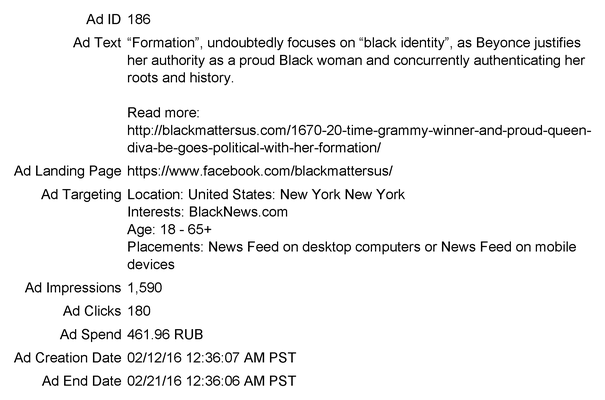 Ad ID 186
Ad Text “Formation”, undoubtedly focuses on “black identity”, as Beyonce justifies
her authority as a proud Black woman and concurrently authenticating her
roots and history.
Read more:
http://blackmattersus.com/1670-20-time-grammy-winner-and-proud-queen-
diva-be-goes-political-with-her-formation/
Ad Landing Page https://www.facebook.com/blackmattersus/
Ad Targeting Location: United States: New York New York
Interests: BlackNews.com
Age: 18 - 65+
Placements: News Feed on desktop computers or News Feed on mobile
devices
Ad Impressions 1,590
Ad Clicks 180
Ad Spend 461.96 RUB
Ad Creation Date 02/12/16 12:36:07 AM PST
Ad End Date 02/21/16 12:36:06 AM PST